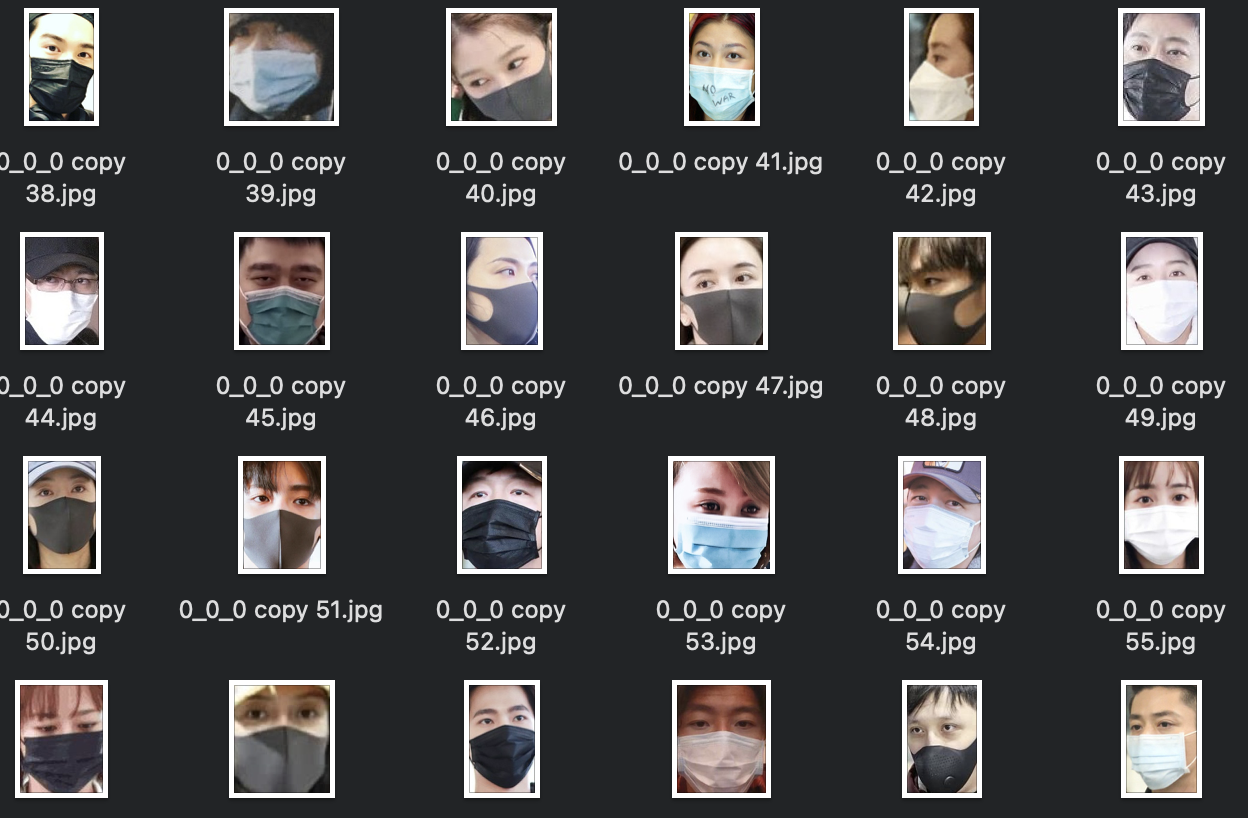 0_0_0 copy 38.jpg
0_0_0 copy 39.jpg
0_0_0 copy 40.jpg
NO WAR
0_0_0 copy 41.jpg
0_0_0 copy 42.jpg
0_0_0 copy 43.jpg
0_0_0 copy 44.jpg
0_0_0 copy 45.jpg
0_0_0 copy 46.jpg
0_0_0 copy 47.jpg
0_0_0 copy 48.jpg
0_0_0 copy 49.jpg
0_0_0 copy 50.jpg
0_0_0 copy 51.jpg
0_0_0 copy 52.jpg
0_0_0 copy 53.jpg
0_0_0 copy 54.jpg
0_0_0 copy 55.jpg